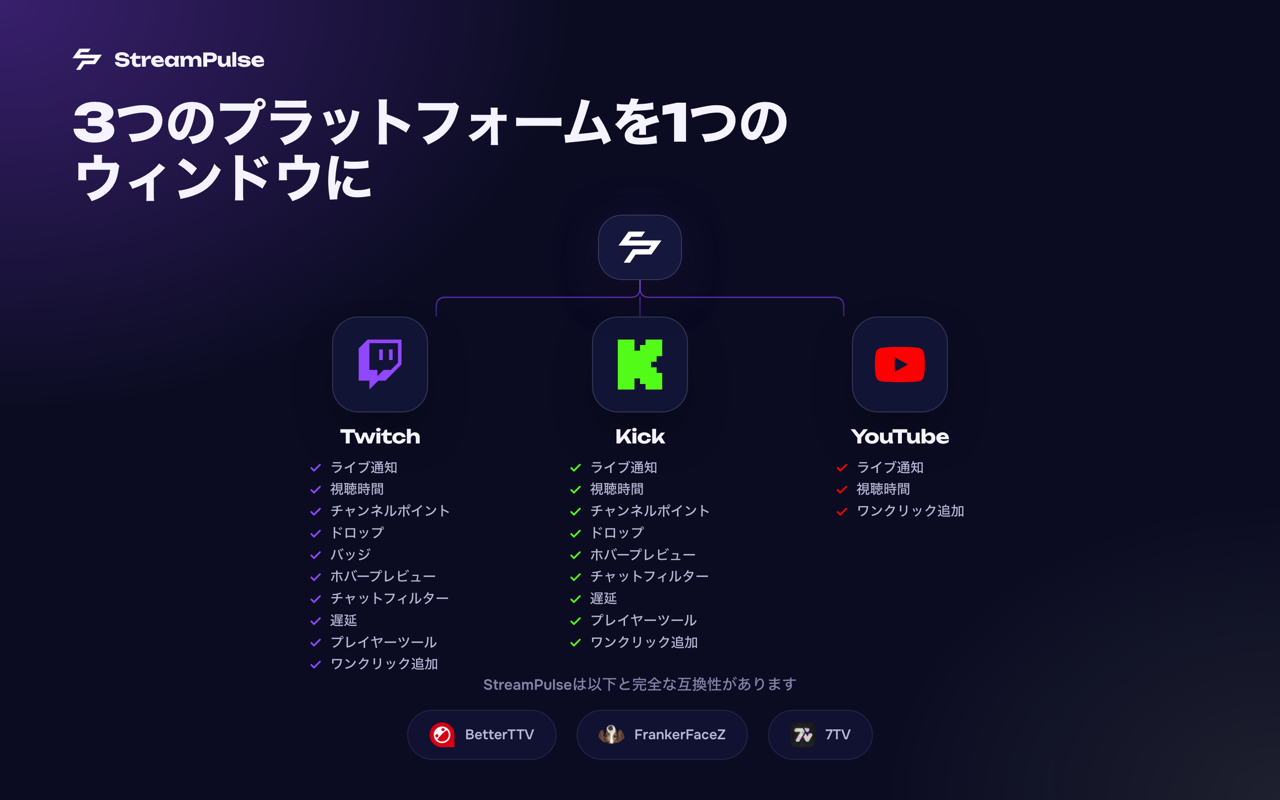 StreamPulse
3つのプラットフォームを1つの
ウィンドウに
Twitch
ライブ通知
視聴時間
チャンネルポイント
ドロップ
バッジ
ホバープレビュー
チャットフィルター
遅延
プレイヤーツール
ワンクリック追加
Kick
ライブ通知
視聴時間
チャンネルポイント
ドロップ
ホバープレビュー
チャットフィルター
遅延
プレイヤーツール
ワンクリック追加
YouTube
ライブ通知
視聴時間
ワンクリック追加
StreamPulseは以下と完全な互換性があります
BetterTTV
FrankerFaceZ
7TV